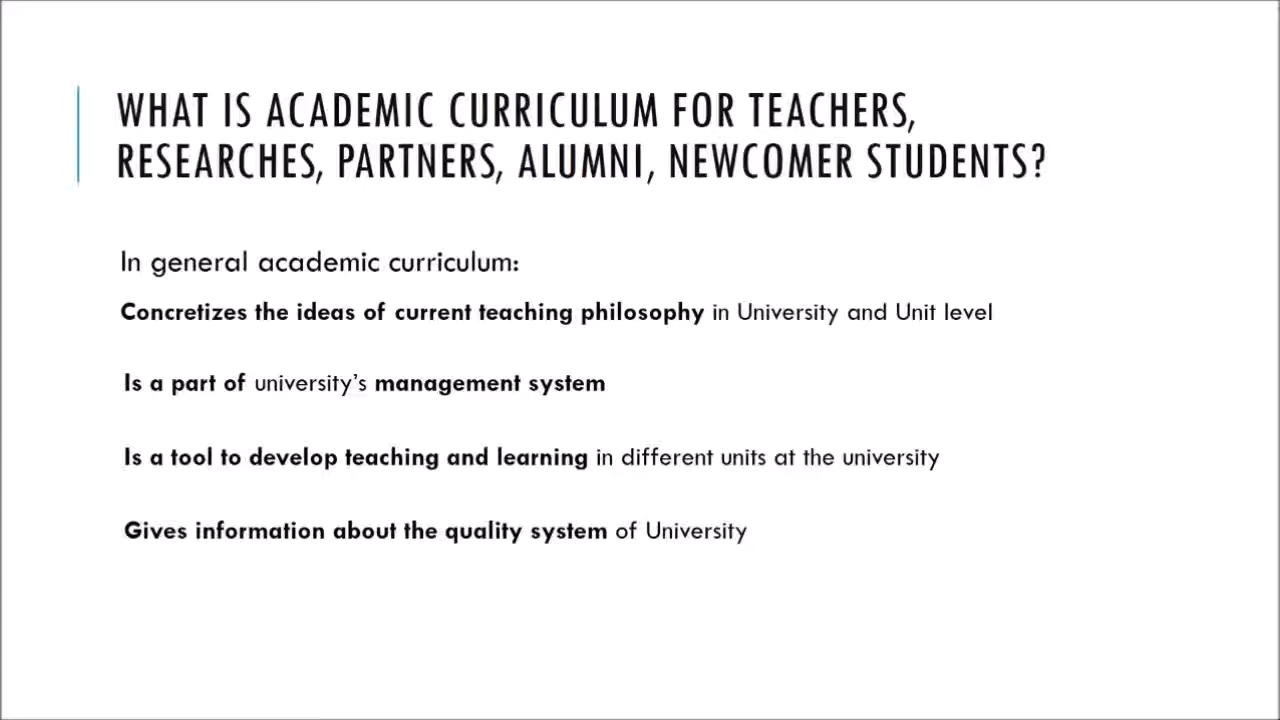 WHAT IS ACADEMIC CURRICULUM FOR TEACHERS,
RESEARCHES, PARTNERS, ALUMNI, NEWCOMER STUDENTS?
In general academic curriculum:
Concretizes the ideas of current teaching philosophy in University and Unit level
Is a part of university’s management system
Is a tool to develop teaching and learning in different units at the university
Gives information about the quality system of University